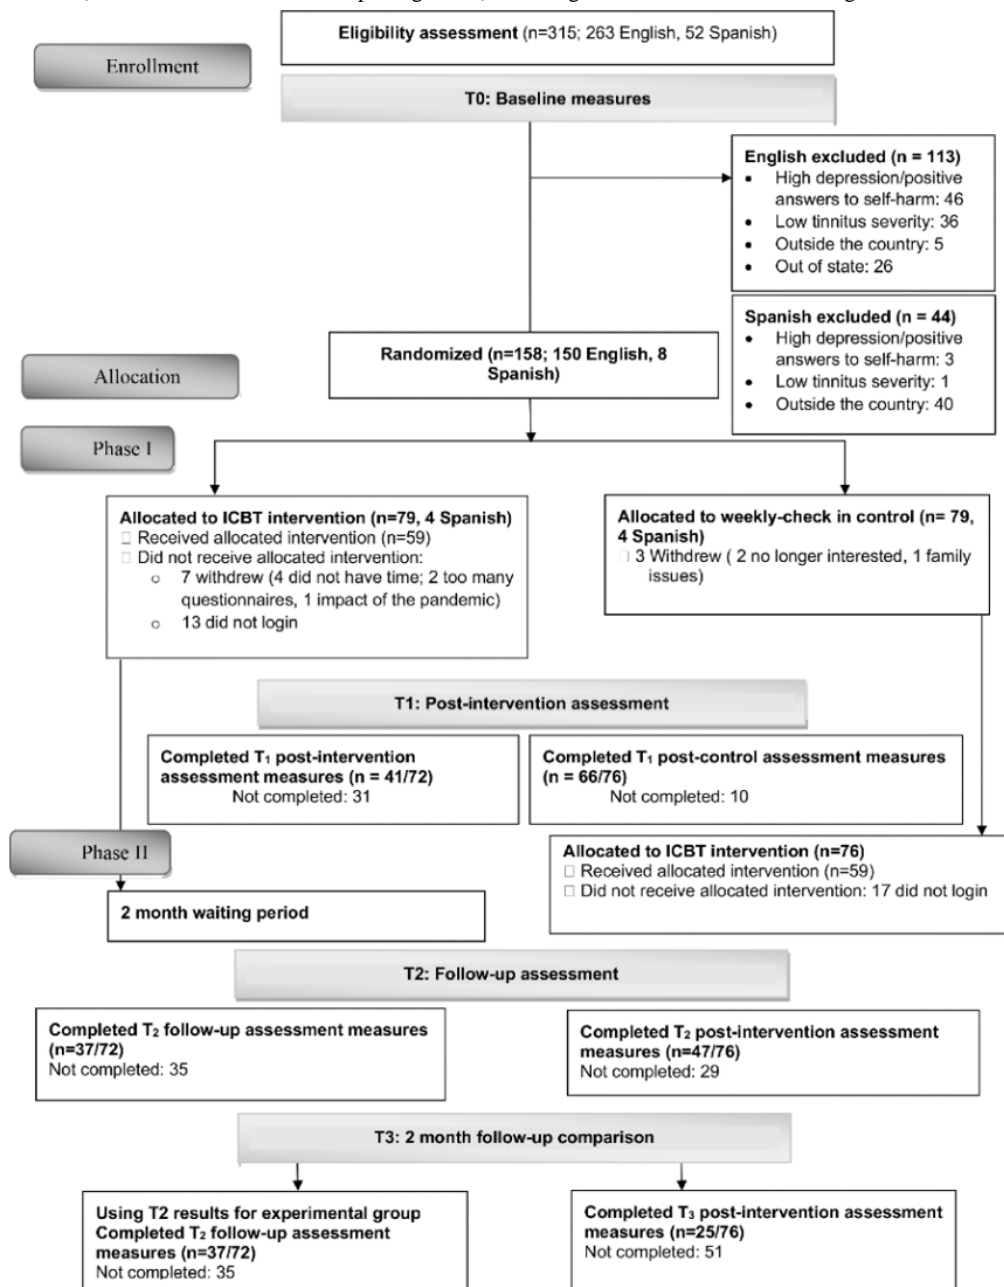 Eligibility assessment (n=315; 263 English, 52 Spanish)
Enrollment
T0: Baseline measures
English excluded (n = 113)
• High depression/positive
answers to self-harm: 46
• Low tinnitus severity: 36
• Outside the country: 5
• Out of state: 26
Spanish excluded (n = 44)
• High depression/positive
answers to self-harm: 3
• Low tinnitus severity: 1
• Outside the country: 40
Randomized (n=158; 150 English, 8
Spanish)
Allocation
Phase I
Allocated to ICBT intervention (n=79, 4 Spanish)
□ Received allocated intervention (n=59)
□ Did not receive allocated intervention:
o 7 withdrew (4 did not have time; 2 too many
questionnaires, 1 impact of the pandemic)
o 13 did not login
Allocated to weekly-check in control (n= 79,
4 Spanish)
□ 3 Withdrew ( 2 no longer interested, 1 family
issues)
T1: Post-intervention assessment
Completed T₁ post-intervention
assessment measures (n = 41/72)
Not completed: 31
Completed T₁ post-control assessment measures
(n = 66/76)
Not completed: 10
Phase II
Allocated to ICBT intervention (n=76)
□ Received allocated intervention (n=59)
□ Did not receive allocated intervention: 17 did not login
2 month waiting period
T2: Follow-up assessment
Completed T₂ follow-up assessment measures
(n=37/72)
Not completed: 35
Completed T₂ post-intervention assessment
measures (n=47/76)
Not completed: 29
T3: 2 month follow-up comparison
Using T2 results for experimental group
Completed T₂ follow-up assessment
measures (n=37/72)
Not completed: 35
Completed T₃ post-intervention assessment
measures (n=25/76)
Not completed: 51